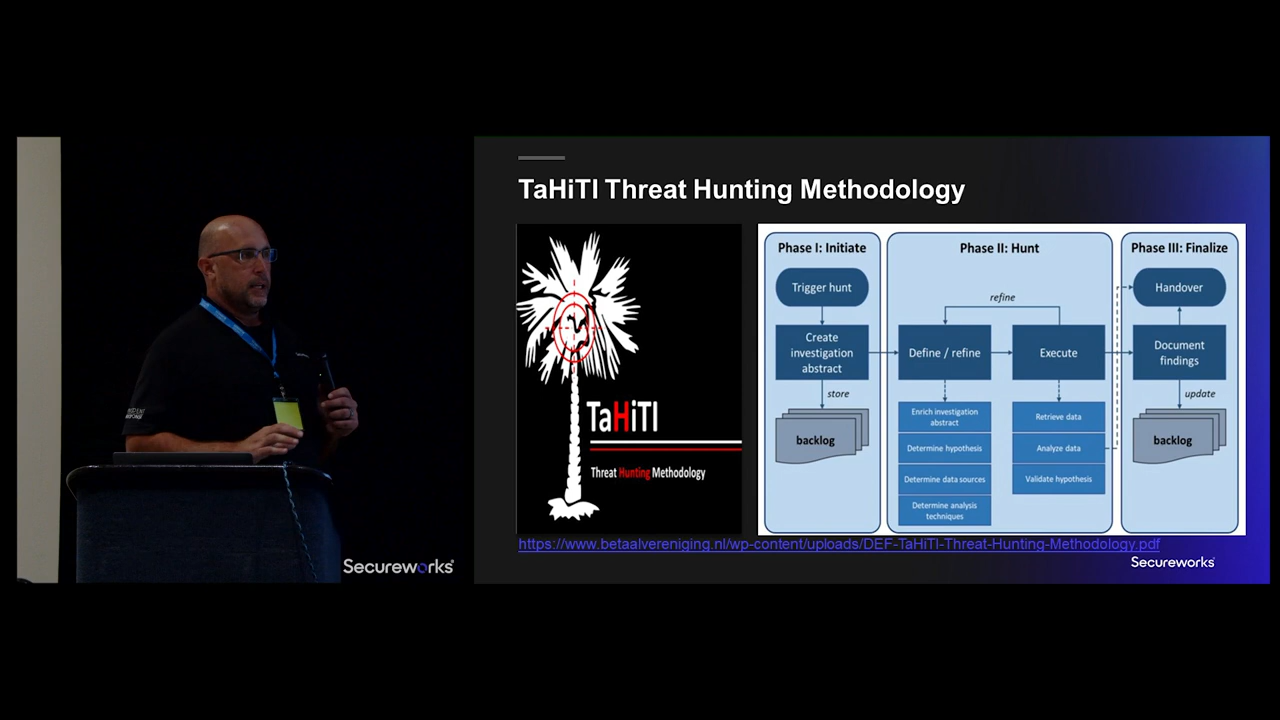 TaHiTI Threat Hunting Methodology
TaHiTI
Threat Hunting Methodology
Phase I: Initiate
Trigger hunt
Create
investigation
abstract
store
backlog
Phase II: Hunt
refine
Define / refine
Execute
Enrich investigation
abstract
Determine hypothesis
Determine data sources
Determine analysis
techniques
Retrieve data
Analyze data
Validate hypothesis
Phase III: Finalize
Handover
Document
findings
update
backlog
https://www.betaalvereniging.nl/wp-content/uploads/DEF-TaHiTI-Threat-Hunting-Methodology.pdf
Secureworks
Secureworks